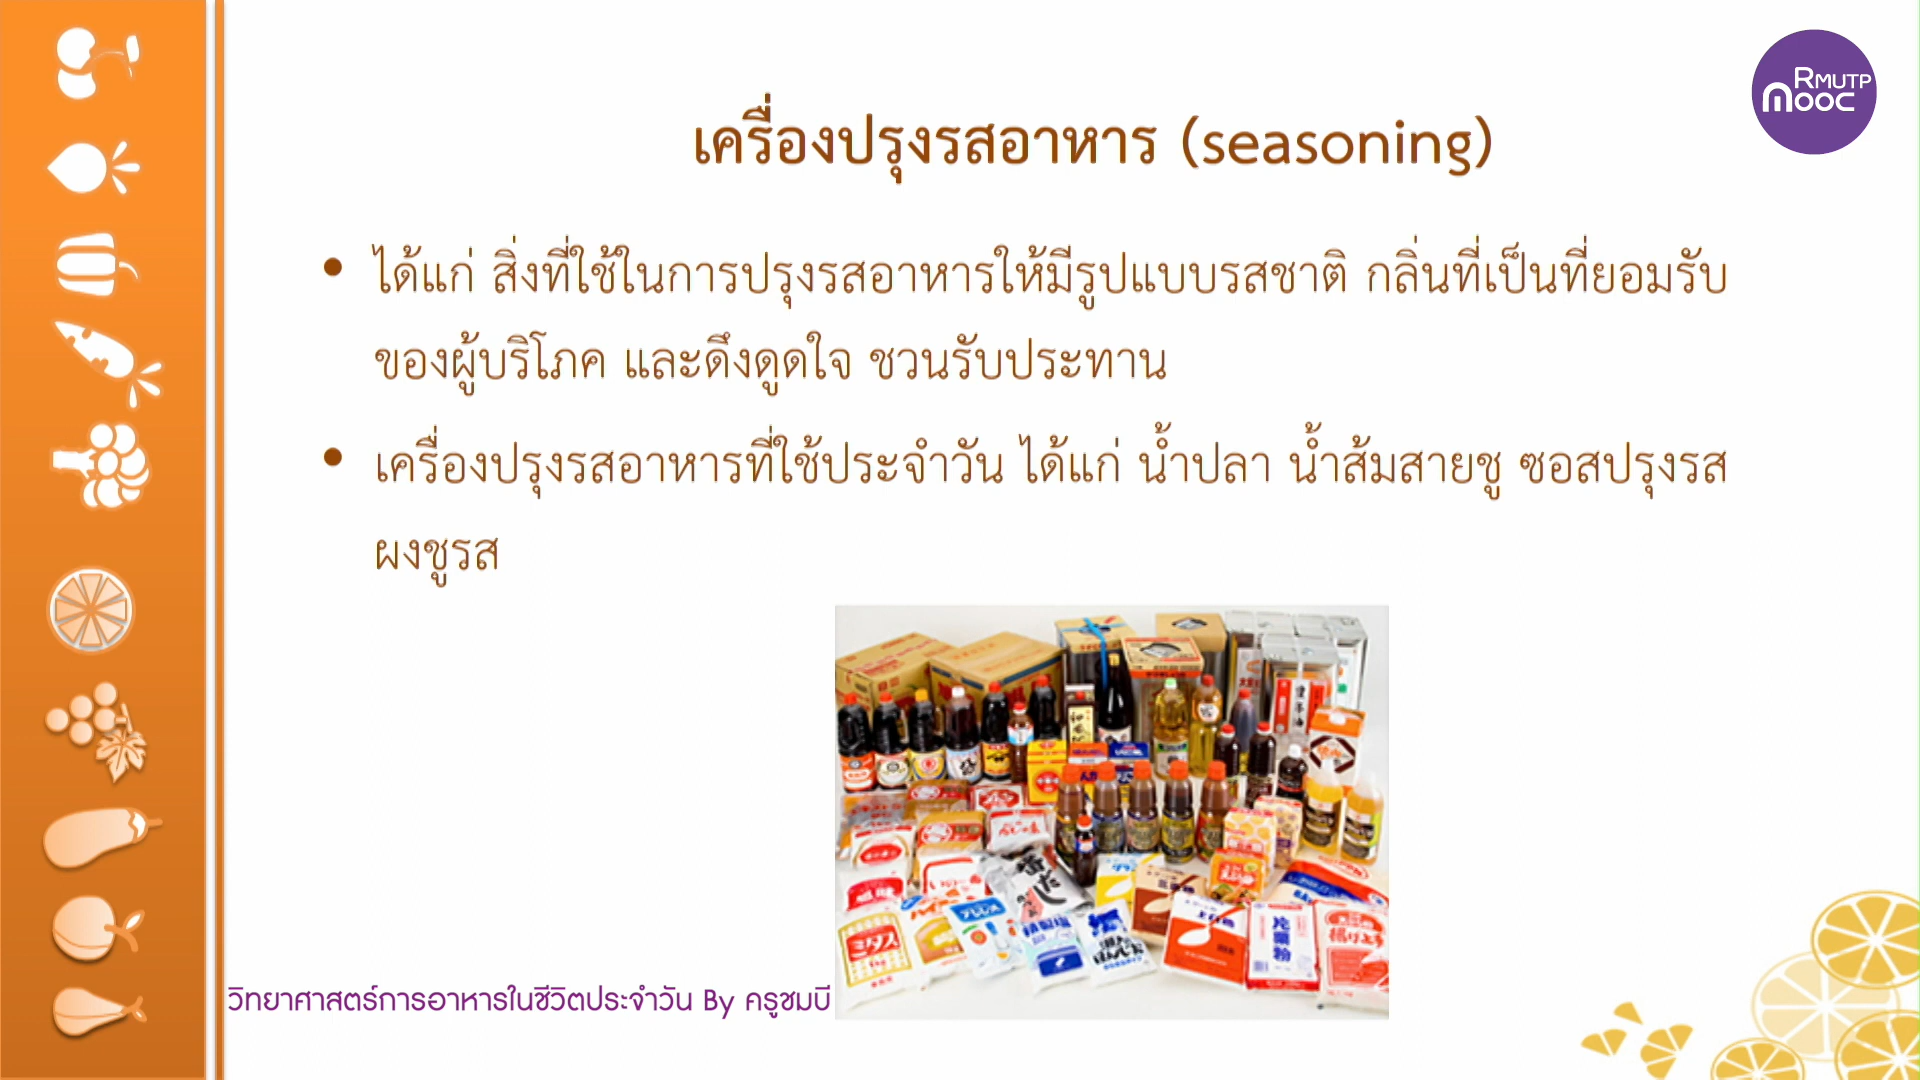 RMUTP
mooc
เครื่องปรุงรสอาหาร (seasoning)
• ได้แก่ สิ่งที่ใช้ในการปรุงรสอาหารให้มีรูปแบบรสชาติ กลิ่นที่เป็นที่ยอมรับ
ของผู้บริโภค และดึงดูดใจ ชวนรับประทาน
• เครื่องปรุงรสอาหารที่ใช้ประจำวัน ได้แก่ น้ำปลา น้ำส้มสายชู ซอสปรุงรส
ผงชูรส
ミタス
上白糖
片栗粉
วิทยาศาสตร์การอาหารในชีวิตประจำวัน By ครูชมบี